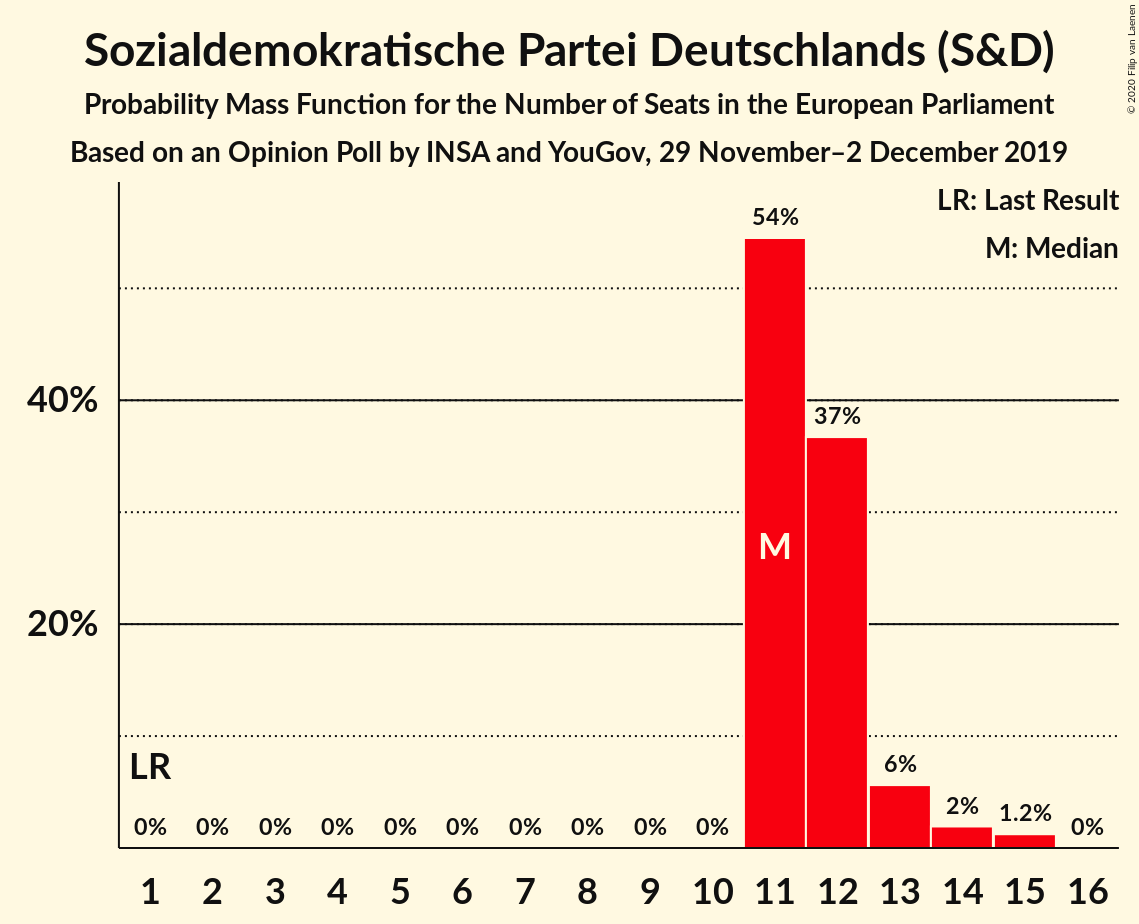 Sozialdemokratische Partei Deutschlands (S&D)
Probability Mass Function for the Number of Seats in the European Parliament
Based on an Opinion Poll by INSA and YouGov, 29 November–2 December 2019
© 2020 Filip van Laenen
LR: Last Result
M: Median
54%
40%
37%
M
20%
LR
6%
2%
1.2%
0% 0% 0% 0% 0% 0% 0% 0% 0% 0% 0%
1 2 3 4 5 6 7 8 9 10 11 12 13 14 15 16